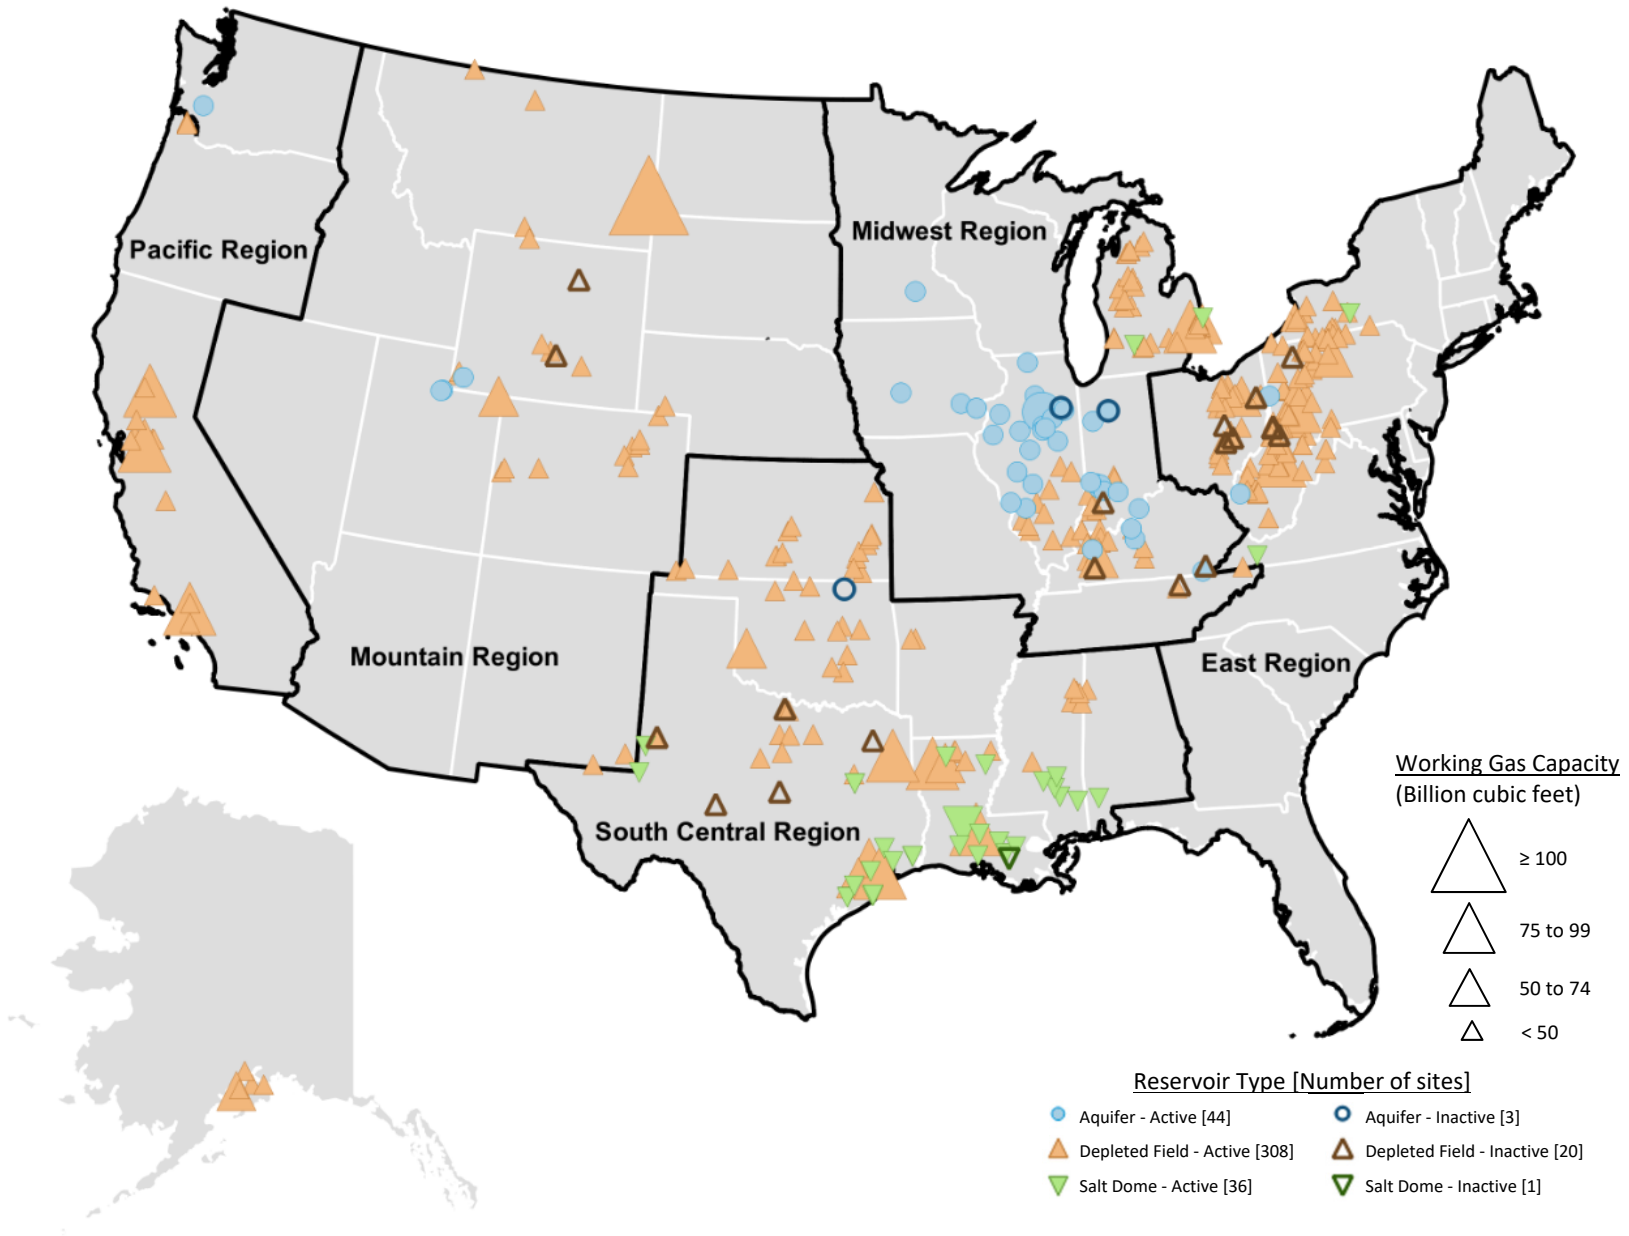 Pacific Region
Midwest Region
Mountain Region
East Region
South Central Region
Working Gas Capacity
(Billion cubic feet)
≥ 100
75 to 99
50 to 74
< 50
Reservoir Type [Number of sites]
Aquifer - Active [44]
Aquifer - Inactive [3]
Depleted Field - Active [308]
Depleted Field - Inactive [20]
Salt Dome - Active [36]
Salt Dome - Inactive [1]